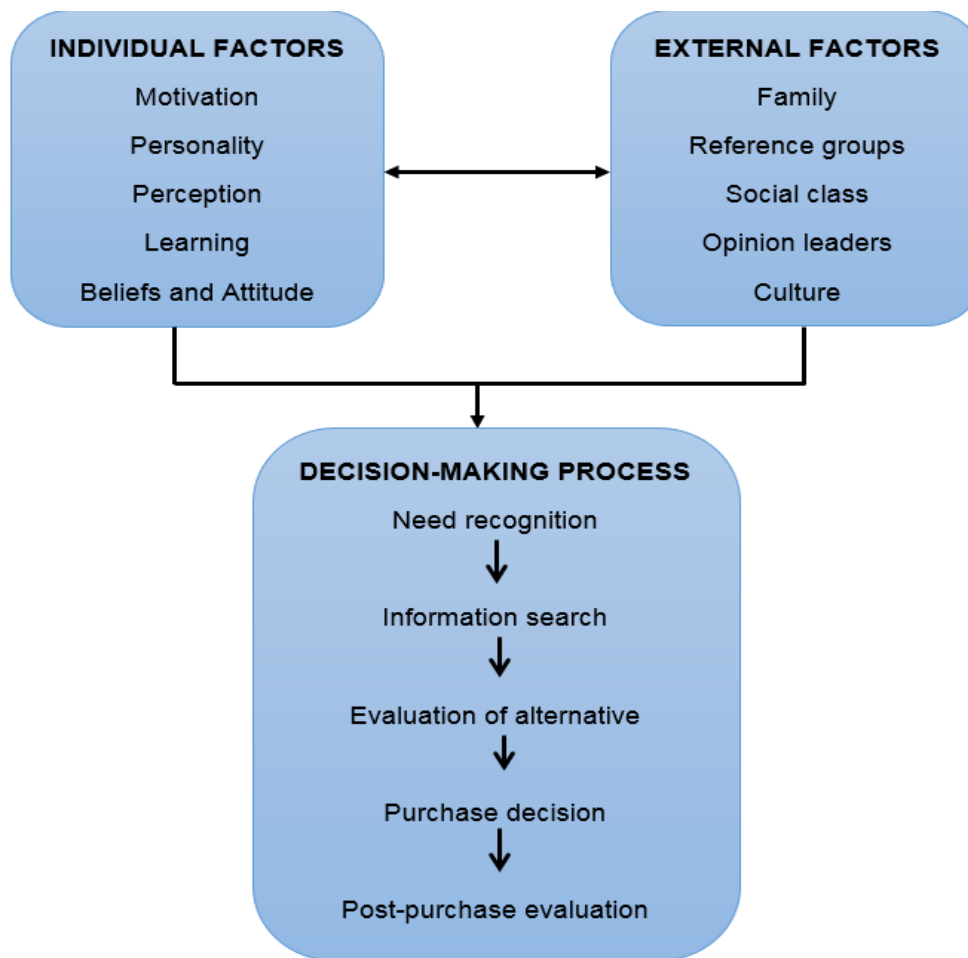 INDIVIDUAL FACTORS
Motivation
Personality
Perception
Learning
Beliefs and Attitude
EXTERNAL FACTORS
Family
Reference groups
Social class
Opinion leaders
Culture
DECISION-MAKING PROCESS
Need recognition
Information search
Evaluation of alternative
Purchase decision
Post-purchase evaluation